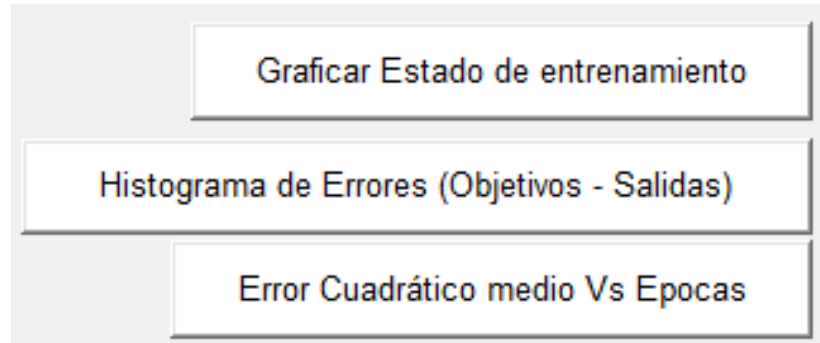 Graficar Estado de entrenamiento
Histograma de Errores (Objetivos - Salidas)
Error Cuadrático medio Vs Epocas